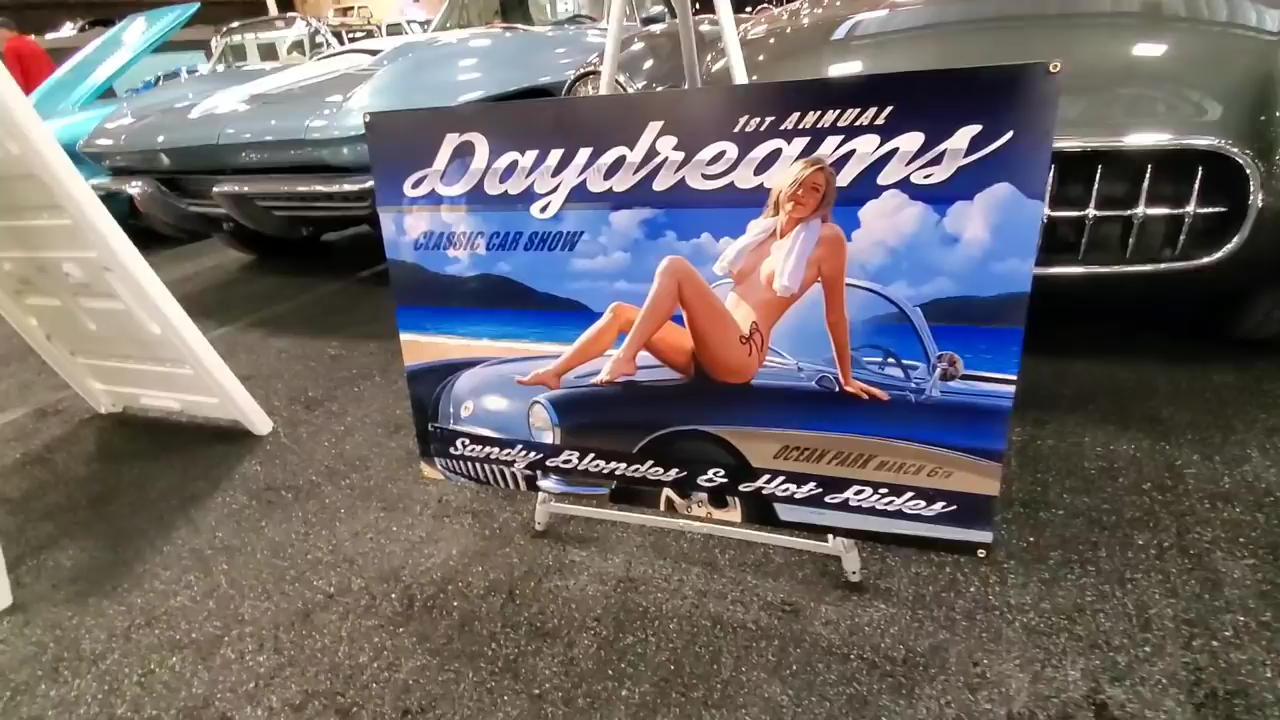 1ST ANNUAL
Daydreams
CLASSIC CAR SHOW
OCEAN PARK MARCH 6TH
Sandy Blondes & Hot Rides